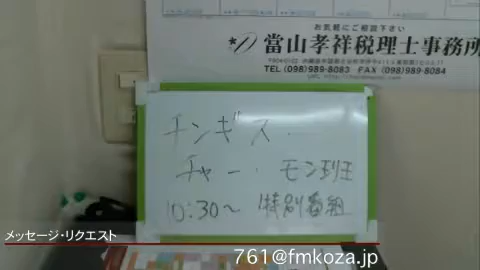 お気軽にご相談下さい
當山孝祥税理士事務所
TEL (098)989-8083 FAX (098)989-8084
チンギス
チャー・モン班王
10:30～ 特別番組
メッセージ・リクエスト
761@fmkoza.jp